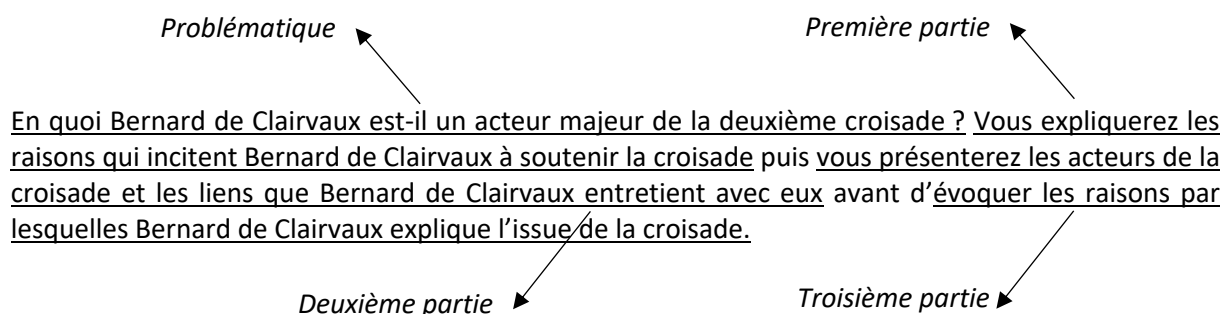 Problématique
Première partie
En quoi Bernard de Clairvaux est-il un acteur majeur de la deuxième croisade ? Vous expliquerez les
raisons qui incitent Bernard de Clairvaux à soutenir la croisade puis vous présenterez les acteurs de la
croisade et les liens que Bernard de Clairvaux entretient avec eux avant d’évoquer les raisons par
lesquelles Bernard de Clairvaux explique l’issue de la croisade.
Deuxième partie
Troisième partie